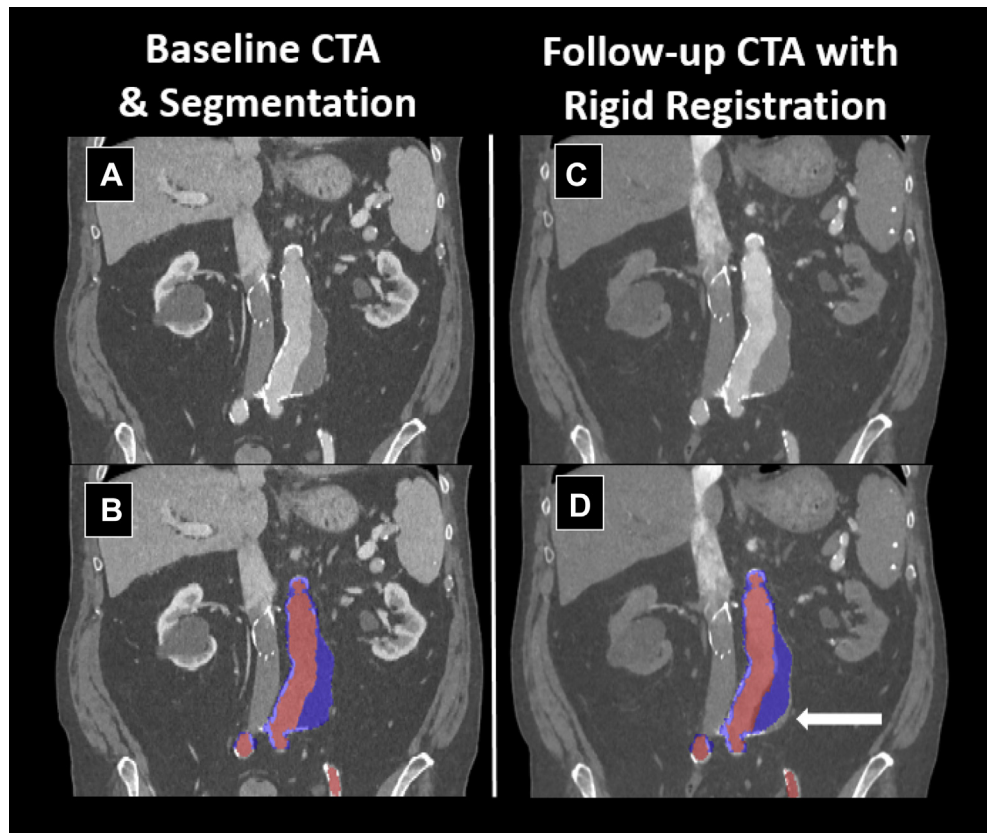 Baseline CTA
& Segmentation
Follow-up CTA with
Rigid Registration
A
C
B
D